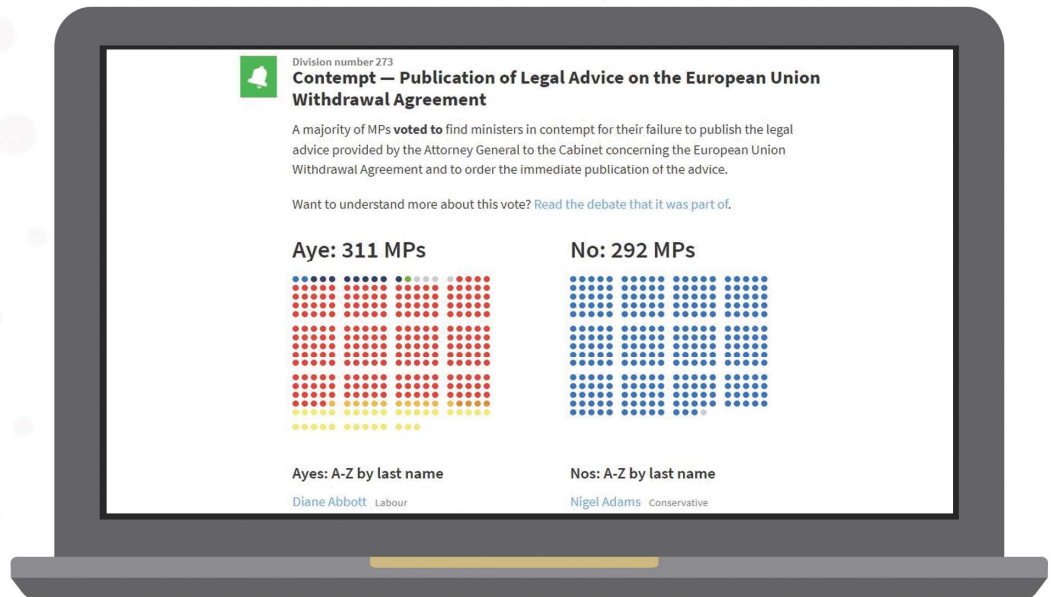 Division number 273
Contempt — Publication of Legal Advice on the European Union
Withdrawal Agreement
A majority of MPs voted to find ministers in contempt for their failure to publish the legal
advice provided by the Attorney General to the Cabinet concerning the European Union
Withdrawal Agreement and to order the immediate publication of the advice.
Want to understand more about this vote? Read the debate that it was part of.
Aye: 311 MPs
No: 292 MPs
Ayes: A-Z by last name
Nos: A-Z by last name
Diane Abbott Labour
Nigel Adams Conservative